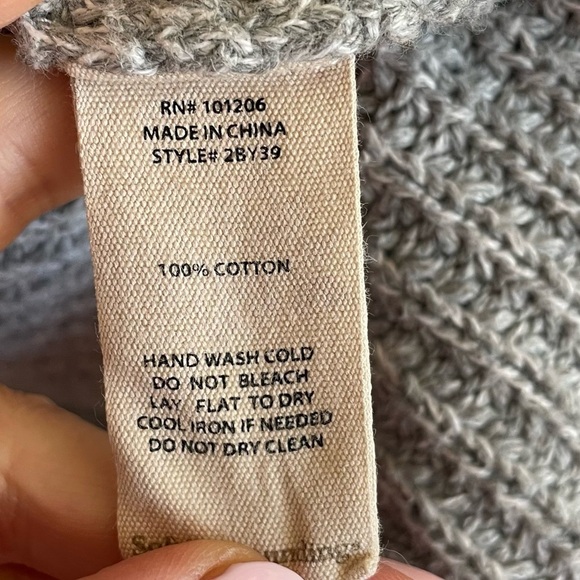 RN# 101206
MADE IN CHINA
STYLE# 2BY39
100% COTTON
HAND WASH COLD
DO NOT BLEACH
LAY FLAT TO DRY
COOL IRON IF NEEDED
DO NOT DRY CLEAN